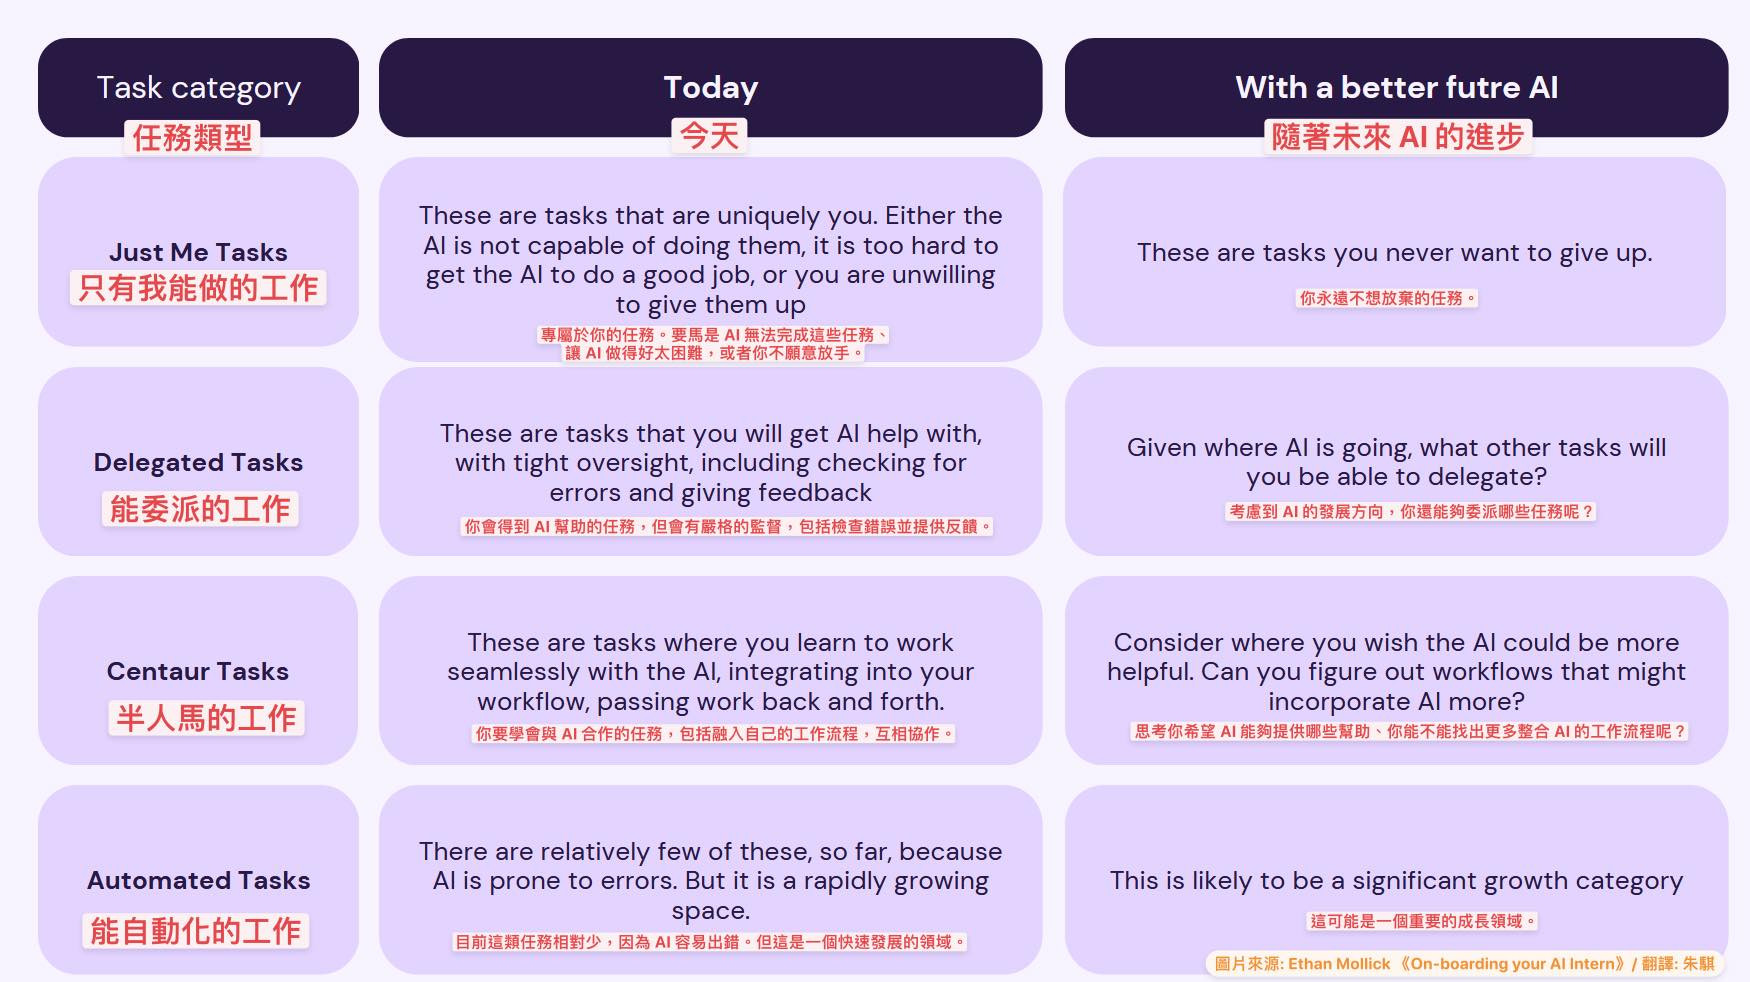 Task category
任務類型
Today
今天
With a better futre AI
隨著未來 AI 的進步
Just Me Tasks
只有我能做的工作
These are tasks that are uniquely you. Either the
AI is not capable of doing them, it is too hard to
get the AI to do a good job, or you are unwilling
to give them up
專屬於你的任務。要馬是 AI 無法完成這些任務、
讓 AI 做得好太困難，或者你不願意放手。
These are tasks you never want to give up.
你永遠不想放棄的任務。
Delegated Tasks
能委派的工作
These are tasks that you will get AI help with,
with tight oversight, including checking for
errors and giving feedback
你會得到 AI 幫助的任務，但會有嚴格的監督，包括檢查錯誤並提供反饋。
Given where AI is going, what other tasks will
you be able to delegate?
考慮到 AI 的發展方向，你還能夠委派哪些任務呢？
Centaur Tasks
半人馬的工作
These are tasks where you learn to work
seamlessly with the AI, integrating into your
workflow, passing work back and forth.
你要學會與 AI 合作的任務，包括融入自己的工作流程，互相協作。
Consider where you wish the AI could be more
helpful. Can you figure out workflows that might
incorporate AI more?
思考你希望 AI 能夠提供哪些幫助、你能不能找出更多整合 AI 的工作流程呢？
Automated Tasks
能自動化的工作
There are relatively few of these, so far, because
AI is prone to errors. But it is a rapidly growing
space.
目前這類任務相對少，因為 AI 容易出錯。但這是一個快速發展的領域。
This is likely to be a significant growth category
這可能是一個重要的成長領域。
圖片來源: Ethan Mollick 《On-boarding your AI Intern》/ 翻譯: 朱騏